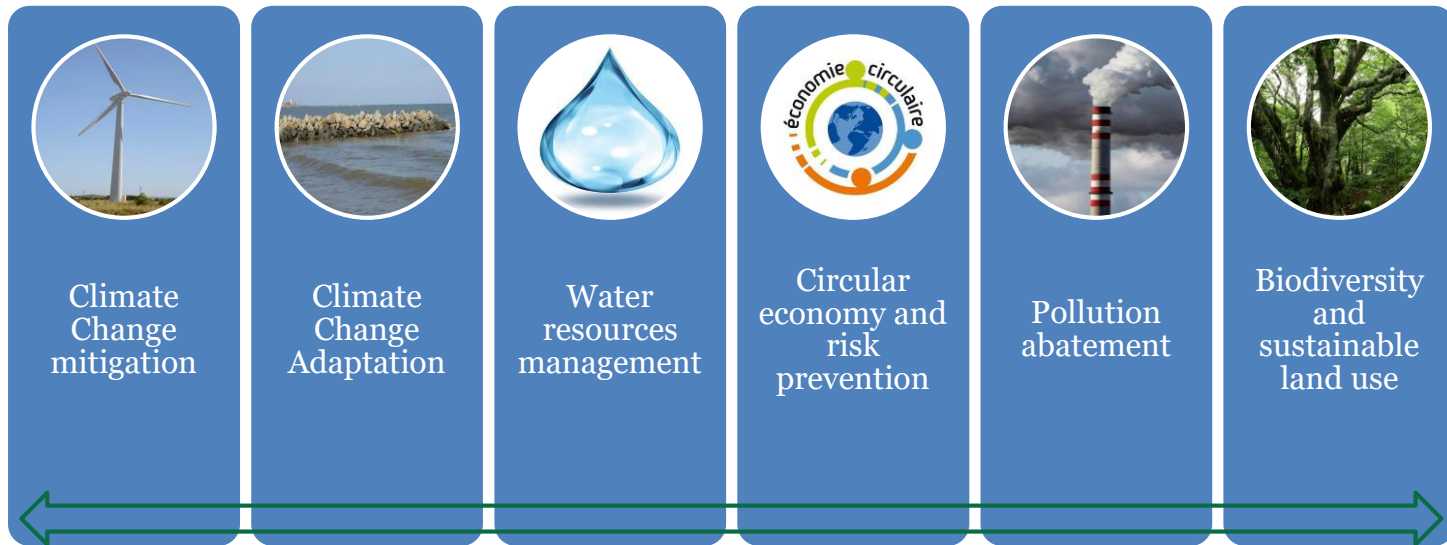 économie circulaire
Climate
Change
mitigation
Climate
Change
Adaptation
Water
resources
management
Circular
economy and
risk
prevention
Pollution
abatement
Biodiversity
and
sustainable
land use